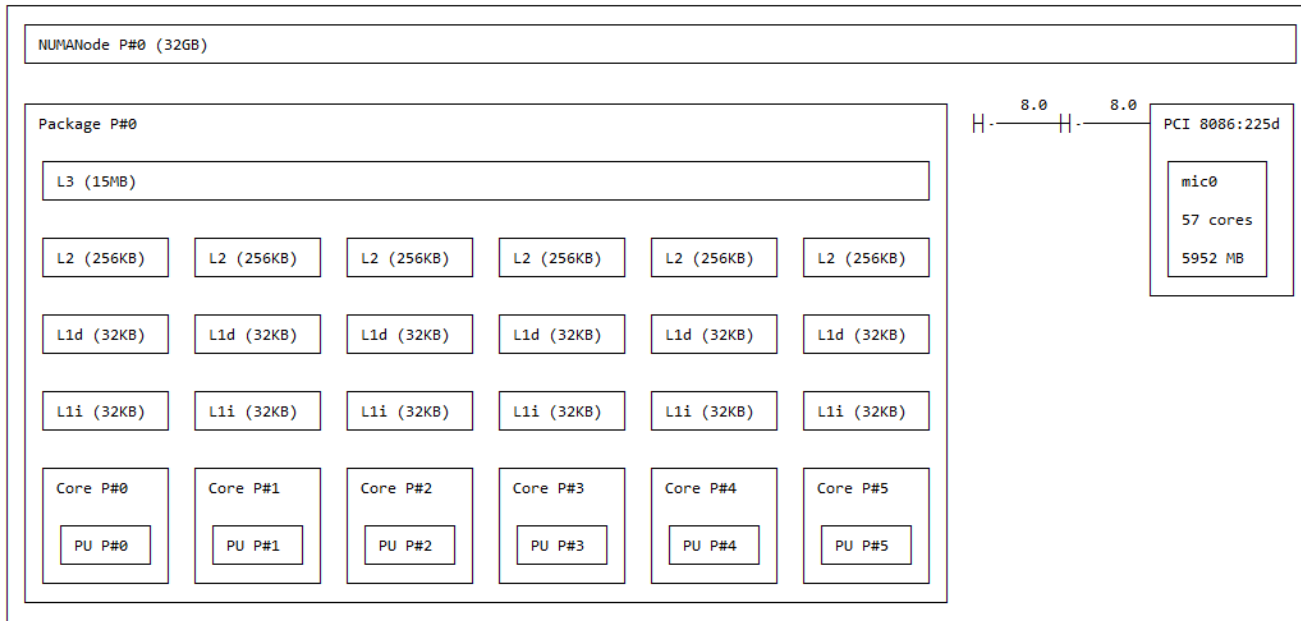 NUMANode P#0 (32GB)
8.0 8.0
Package P#0
PCI 8086:225d
L3 (15MB)
mic0
57 cores
5952 MB
L2 (256KB) L2 (256KB) L2 (256KB) L2 (256KB) L2 (256KB) L2 (256KB)
L1d (32KB) L1d (32KB) L1d (32KB) L1d (32KB) L1d (32KB) L1d (32KB)
L1i (32KB) L1i (32KB) L1i (32KB) L1i (32KB) L1i (32KB) L1i (32KB)
Core P#0 Core P#1 Core P#2 Core P#3 Core P#4 Core P#5
PU P#0 PU P#1 PU P#2 PU P#3 PU P#4 PU P#5